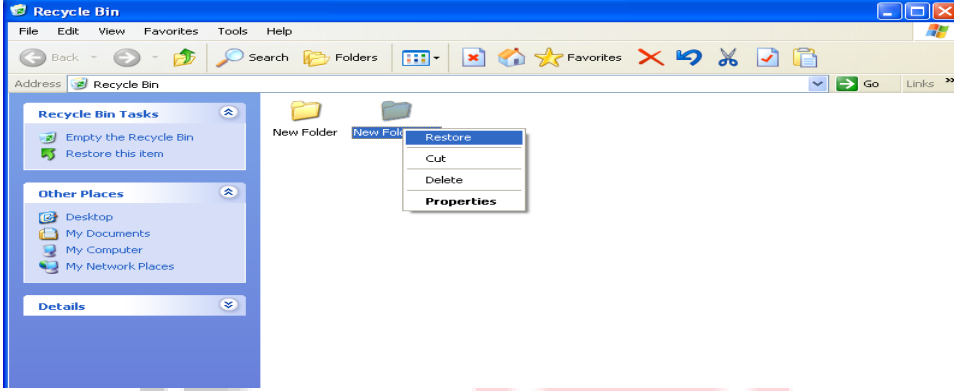 Recycle Bin
File Edit View Favorites Tools Help
Back Search Folders Favorites
Address Recycle Bin Go Links »
Recycle Bin Tasks
Empty the Recycle Bin
Restore this item
Other Places
Desktop
My Documents
My Computer
My Network Places
Details
New Folder New
Restore
Cut
Delete
Properties